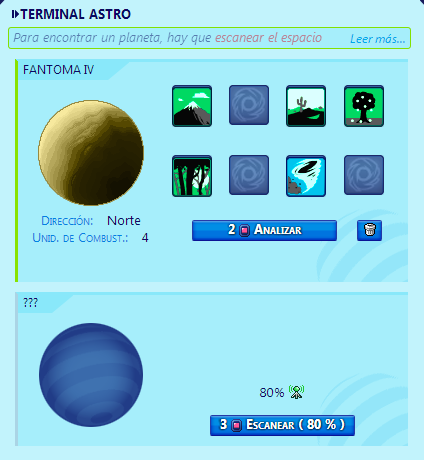 TERMINAL ASTRO
Para encontrar un planeta, hay que escanear el espacio Leer más...
FANTOMA IV
Dirección: Norte
Unid. de Combust.: 4
2 Analizar
???
80%
3 Escanear ( 80 % )